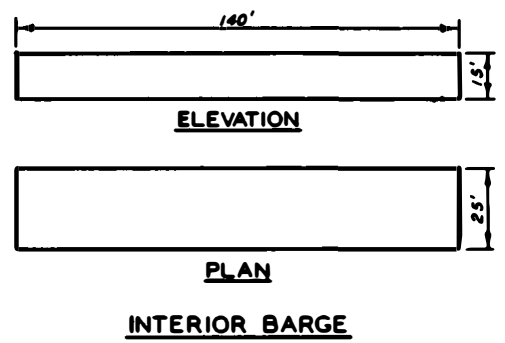 140'
15'
ELEVATION
25'
PLAN
INTERIOR BARGE